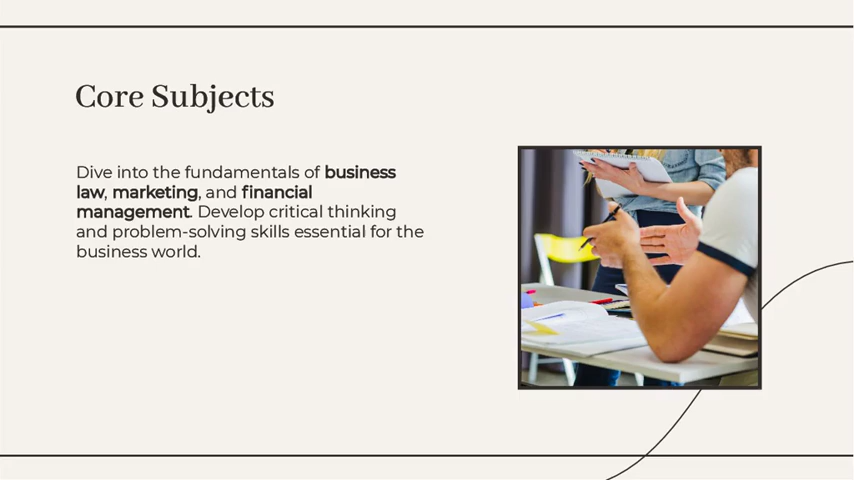 Core Subjects
Dive into the fundamentals of business
law, marketing, and financial
management. Develop critical thinking
and problem-solving skills essential for the
business world.